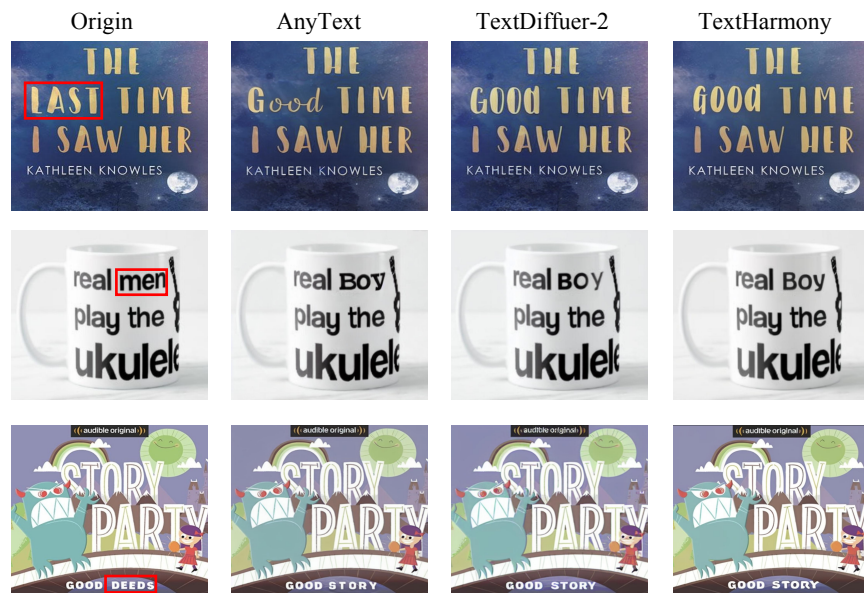 Origin AnyText TextDiffuer-2 TextHarmony
THE THE THE THE
LAST TIME Good TIME GOOD TIME GOOD TIME
I SAW HER I SAW HER I SAW HER I SAW HER
KATHLEEN KNOWLES KATHLEEN KNOWLES KATHLEEN KNOWLES KATHLEEN KNOWLES
real men real BoY real BOY real Boy
play the play the play the play the
ukulele ukulele ukulele ukulele
audible original audible original audible original audible original
STORY STORY STORY STORY
PARTY PARTY PARTY PARTY
GOOD DEEDS GOOD STORY GOOD STORY GOOD STORY